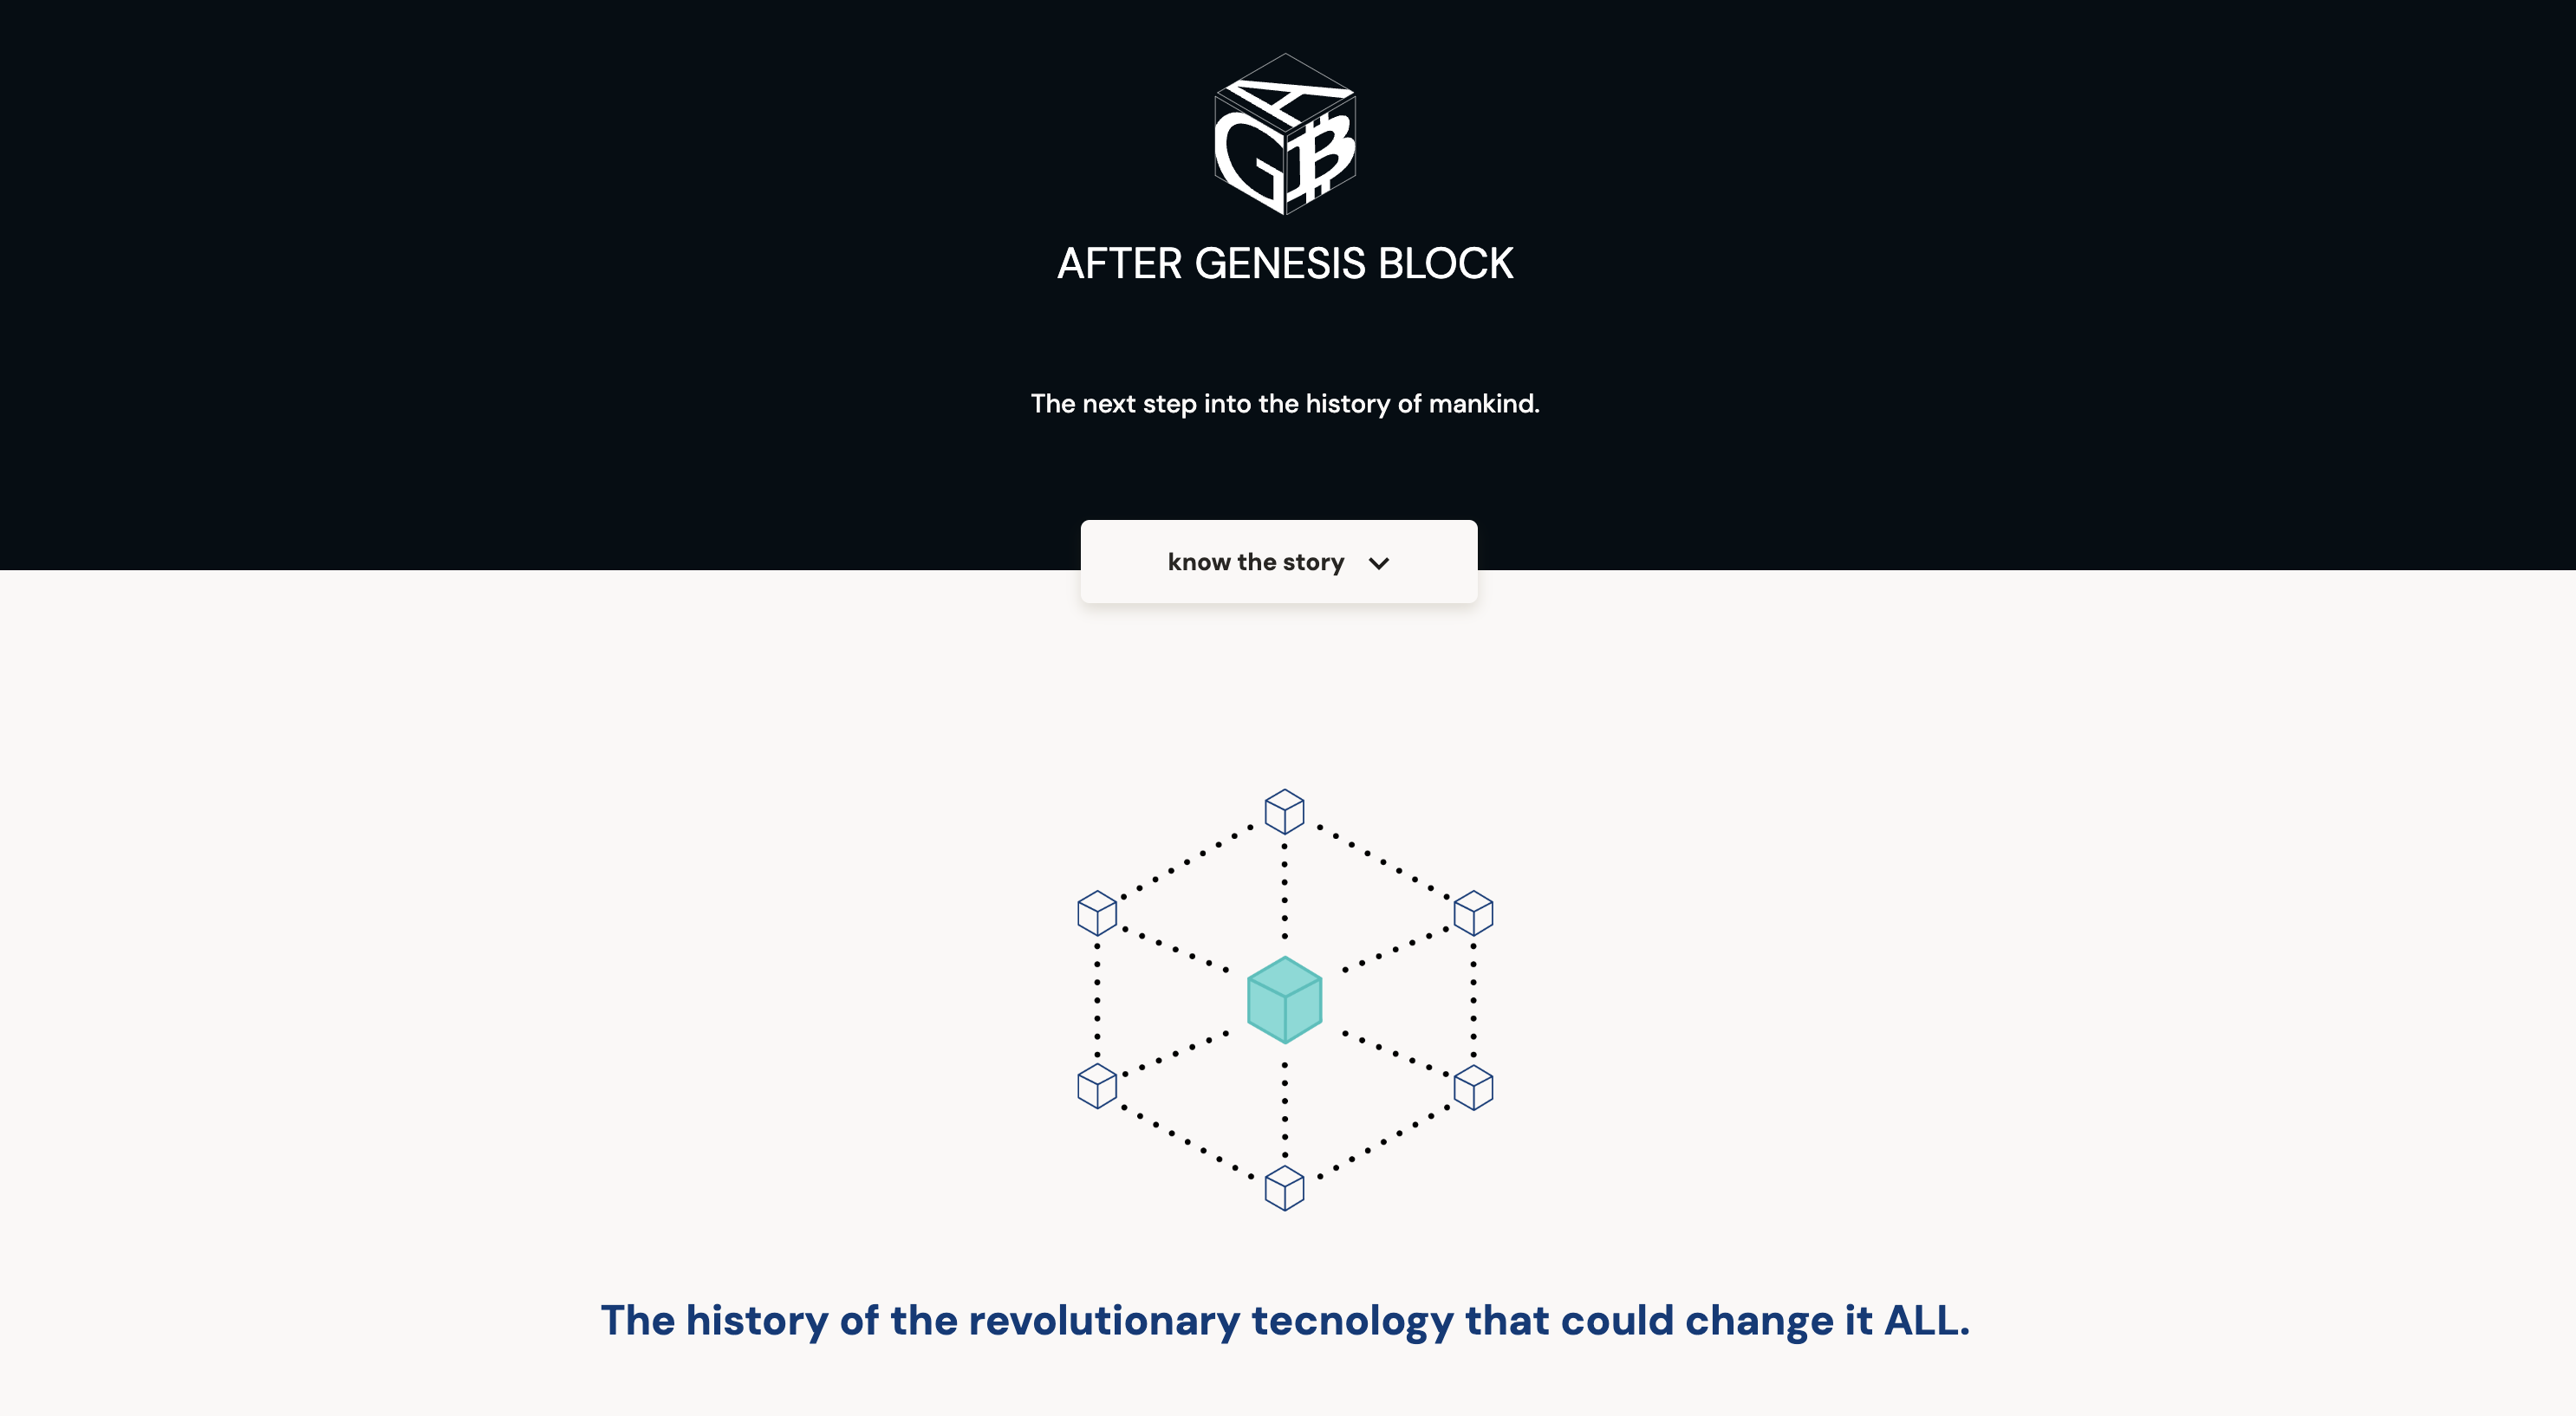 A
G₿
AFTER GENESIS BLOCK
The next step into the history of mankind.
know the story
The history of the revolutionary tecnology that could change it ALL.